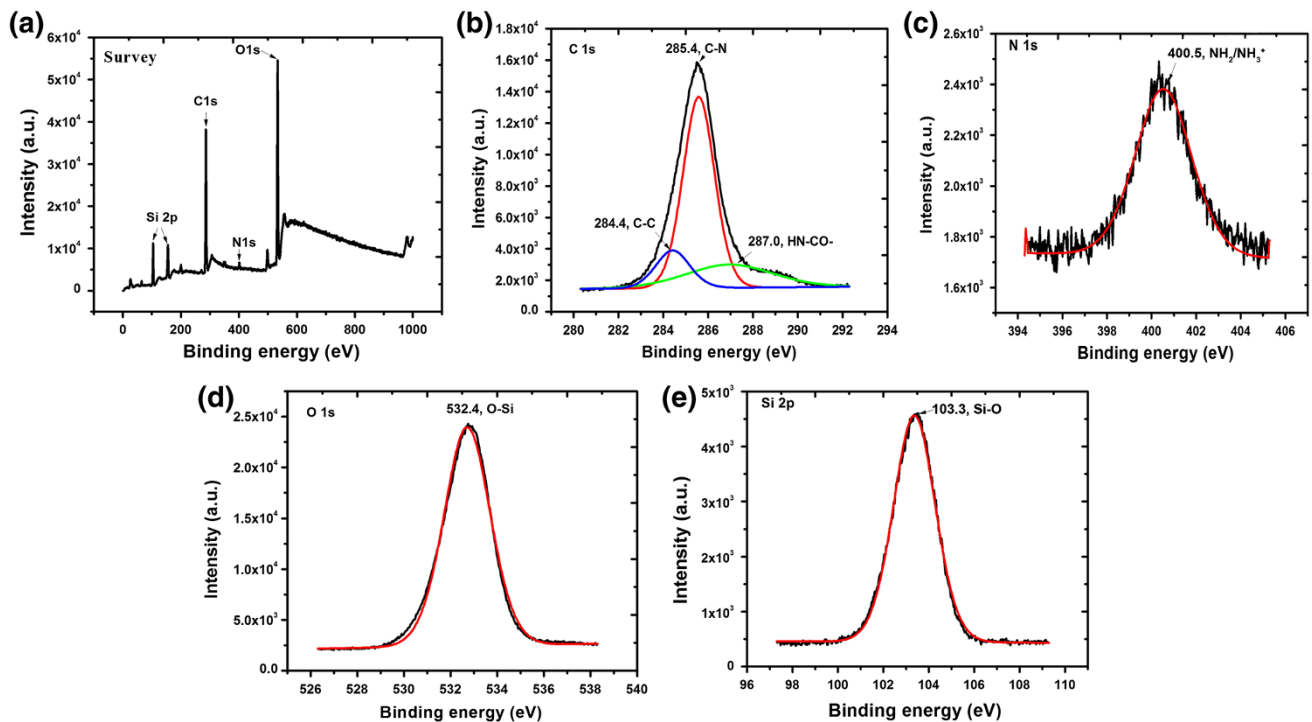 (a)
Survey
O1s
C1s
Si 2p
N1s
Intensity (a.u.)
6x10⁴
5x10⁴
4x10⁴
3x10⁴
2x10⁴
1x10⁴
0
0 200 400 600 800 1000
Binding energy (eV)
(b)
C 1s
285.4, C-N
284.4, C-C
287.0, HN-CO-
Intensity (a.u.)
1.8x10⁴
1.6x10⁴
1.4x10⁴
1.2x10⁴
1.0x10⁴
8.0x10³
6.0x10³
4.0x10³
2.0x10³
0.0
280 282 284 286 288 290 292 294
Binding energy (eV)
(c)
N 1s
400.5, NH₂/NH₃⁺
Intensity (a.u.)
2.6x10³
2.4x10³
2.2x10³
2.0x10³
1.8x10³
1.6x10³
394 396 398 400 402 404 406
Binding energy (eV)
(d)
O 1s
532.4, O-Si
Intensity (a.u.)
2.5x10⁴
2.0x10⁴
1.5x10⁴
1.0x10⁴
5.0x10³
0.0
526 528 530 532 534 536 538 540
Binding energy (eV)
(e)
Si 2p
103.3, Si-O
Intensity (a.u.)
5x10³
4x10³
3x10³
2x10³
1x10³
0
96 98 100 102 104 106 108 110
Binding energy (eV)